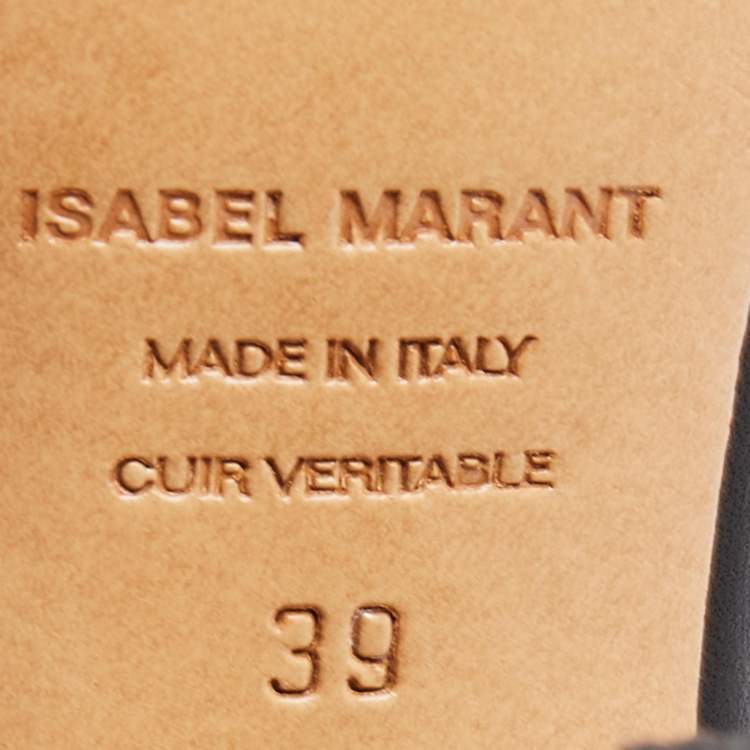 ISABEL MARANT
MADE IN ITALY
CUIR VERITABLE
39